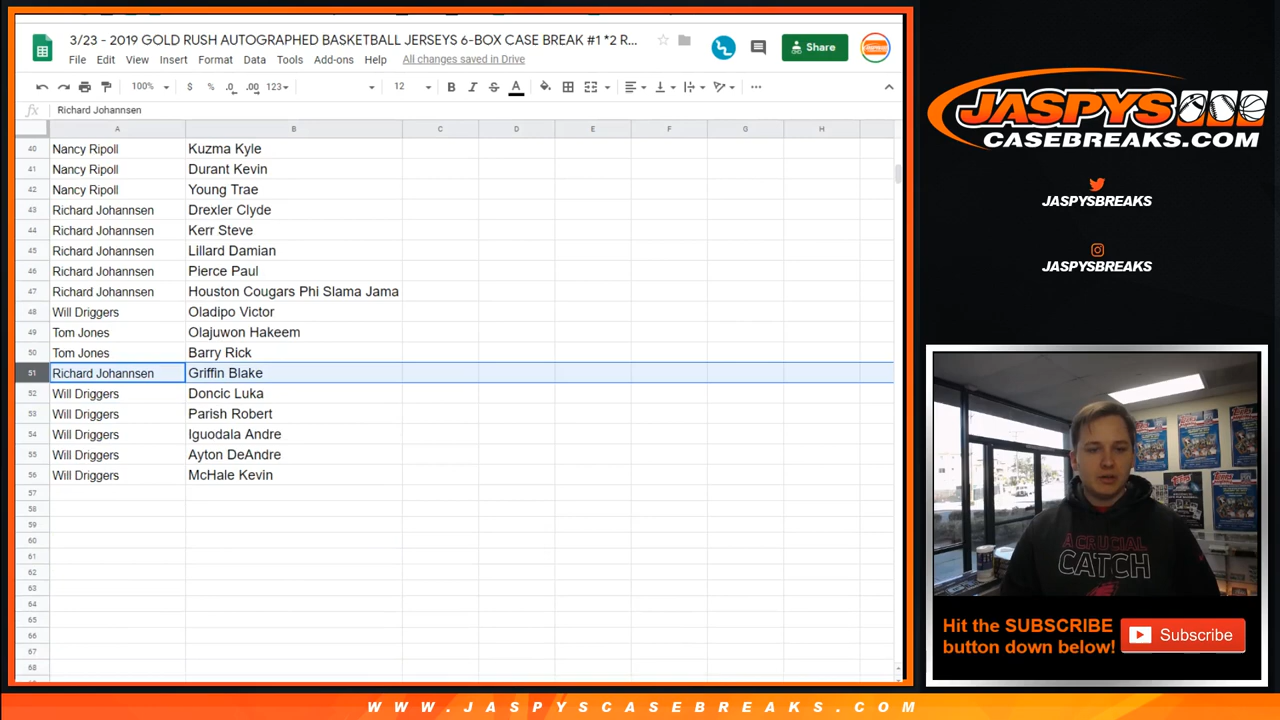 3/23 - 2019 GOLD RUSH AUTOGRAPHED BASKETBALL JERSEYS 6-BOX CASE BREAK #1 *2 R...
File Edit View Insert Format Data Tools Add-ons Help All changes saved in Drive
Share
100% $ % .0 .00 123 12 B I S A
fx Richard Johannsen
A B C D E F G H
40 Nancy Ripoll Kuzma Kyle
41 Nancy Ripoll Durant Kevin
42 Nancy Ripoll Young Trae
43 Richard Johannsen Drexler Clyde
44 Richard Johannsen Kerr Steve
45 Richard Johannsen Lillard Damian
46 Richard Johannsen Pierce Paul
47 Richard Johannsen Houston Cougars Phi Slama Jama
48 Will Driggers Oladipo Victor
49 Tom Jones Olajuwon Hakeem
50 Tom Jones Barry Rick
51 Richard Johannsen Griffin Blake
52 Will Driggers Doncic Luka
53 Will Driggers Parish Robert
54 Will Driggers Iguodala Andre
55 Will Driggers Ayton DeAndre
56 Will Driggers McHale Kevin
57
58
59
60
61
62
63
64
65
66
67
68
JASPYS
CASEBREAKS.COM
JASPYSBREAKS
JASPYSBREAKS
A CRUCIAL
CATCH
Hit the SUBSCRIBE
button down below!
Subscribe
WWW.JASPYSCASEBREAKS.COM